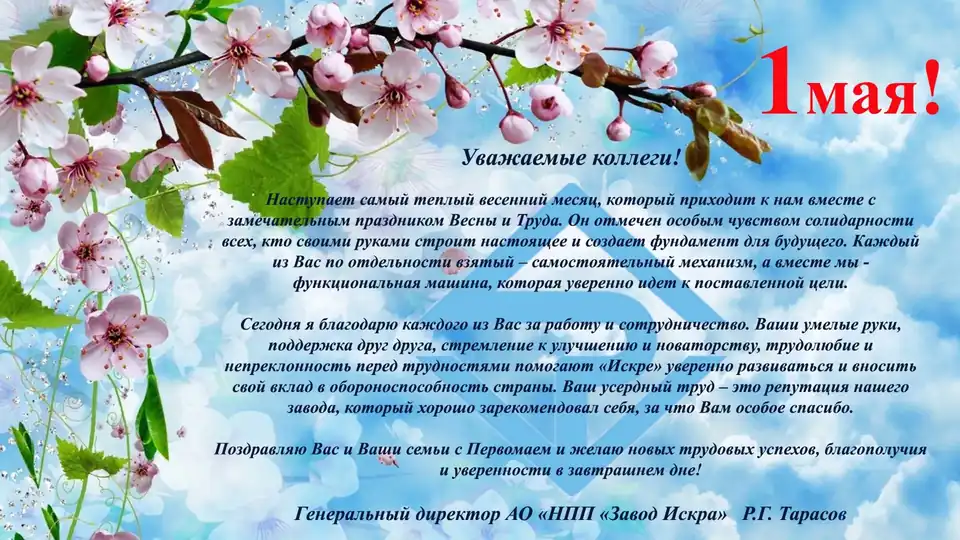 1 мая!
Уважаемые коллеги!
Наступает самый теплый весенний месяц, который приходит к нам вместе с
замечательным праздником Весны и Труда. Он отмечен особым чувством солидарности
всех, кто своими руками строит настоящее и создает фундамент для будущего. Каждый
из Вас по отдельности взятый – самостоятельный механизм, а вместе мы -
функциональная машина, которая уверенно идет к поставленной цели.
Сегодня я благодарю каждого из Вас за работу и сотрудничество. Ваши умелые руки,
поддержка друг друга, стремление к улучшению и новаторству, трудолюбие и
непреклонность перед трудностями помогают «Искре» уверенно развиваться и вносить
свой вклад в обороноспособность страны. Ваш усердный труд – это репутация нашего
завода, который хорошо зарекомендовал себя, за что Вам особое спасибо.
Поздравляю Вас и Ваши семьи с Первомаем и желаю новых трудовых успехов, благополучия
и уверенности в завтрашнем дне!
Генеральный директор АО «НПП «Завод Искра» Р.Г. Тарасов